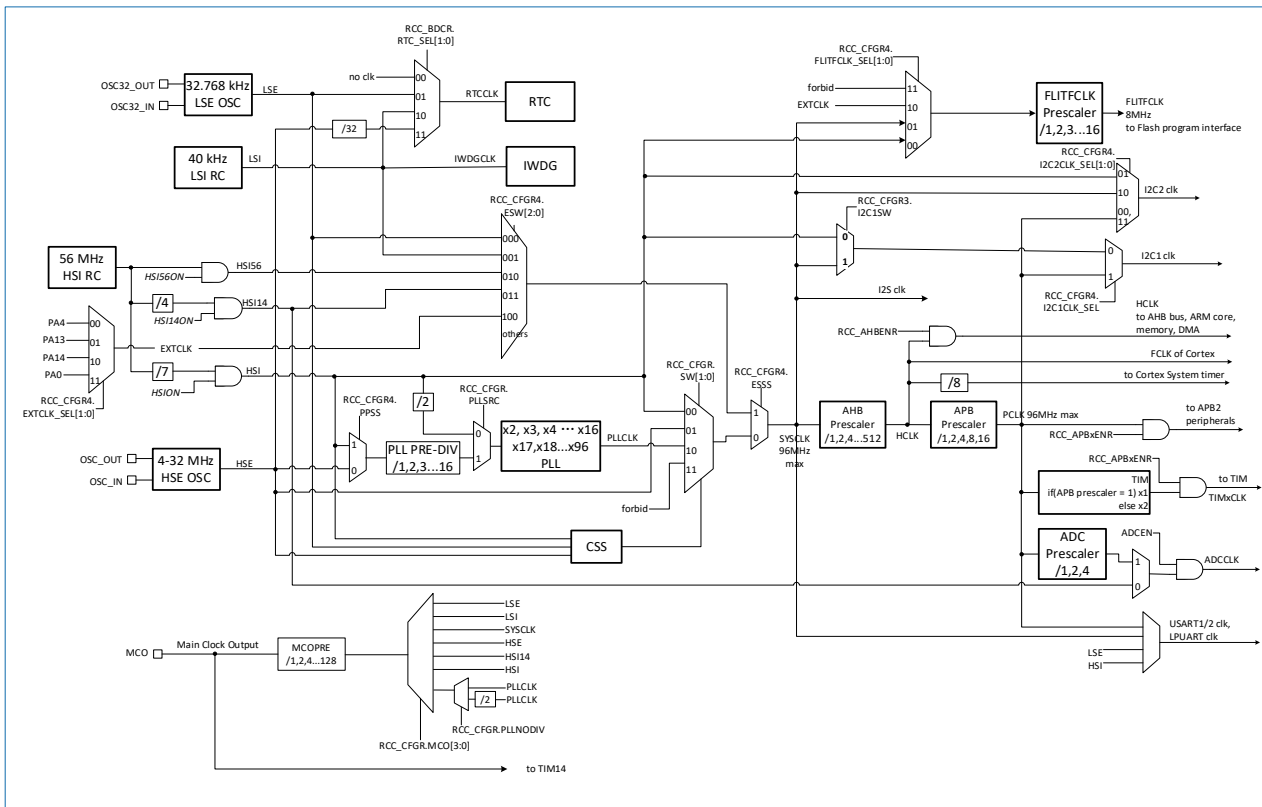 RCC_BDCR.
RTC_SEL[1:0]
OSC32_OUT
OSC32_IN
32.768 kHz
LSE OSC
LSE
no clk
00
01
10
11
/32
RTCCLK
RTC
40 kHz
LSI RC
LSI
IWDGCLK
IWDG
RCC_CFGR4.
FLITFCLK_SEL[1:0]
forbid
EXTCLK
11
10
01
00
FLITFCLK
Prescaler
/1,2,3...16
FLITFCLK
8MHz
to Flash program interface
RCC_CFGR4.
I2C2CLK_SEL[1:0]
01
10
00,
11
I2C2 clk
RCC_CFGR4.
ESW[2:0]
000
001
010
011
100
others
RCC_CFGR3.
I2C1SW
0
1
0
1
I2C1 clk
RCC_CFGR4.
I2C1CLK_SEL
56 MHz
HSI RC
HSI56ON
HSI56
/4
HSI14ON
HSI14
PA4
PA13
PA14
PA0
00
01
10
11
EXTCLK
RCC_CFGR4.
EXTCLK_SEL[1:0]
/7
HSION
HSI
I2S clk
HCLK
to AHB bus, ARM core,
memory, DMA
RCC_AHBENR
FCLK of Cortex
/8
to Cortex System timer
RCC_CFGR4.
PPSS
1
0
/2
RCC_CFGR.
PLLSRC
0
1
PLL PRE-DIV
/1,2,3...16
x2, x3, x4 ··· x16
x17,x18...x96
PLL
PLLCLK
RCC_CFGR.
SW[1:0]
00
01
10
11
forbid
RCC_CFGR4.
ESSS
1
0
SYSCLK
96MHz
max
AHB
Prescaler
/1,2,4...512
HCLK
APB
Prescaler
/1,2,4,8,16
PCLK 96MHz max
to APB2
peripherals
RCC_APBxENR
OSC_OUT
OSC_IN
4-32 MHz
HSE OSC
HSE
CSS
RCC_APBxENR
TIM
if(APB prescaler = 1) x1
else x2
to TIM
TIMxCLK
ADC
Prescaler
/1,2,4
ADCEN
1
0
ADCCLK
USART1/2 clk,
LPUART clk
LSE
HSI
MCO
Main Clock Output
MCOPRE
/1,2,4...128
LSE
LSI
SYSCLK
HSE
HSI14
HSI
PLLCLK
/2
PLLCLK
RCC_CFGR.PLLNODIV
RCC_CFGR.MCO[3:0]
to TIM14